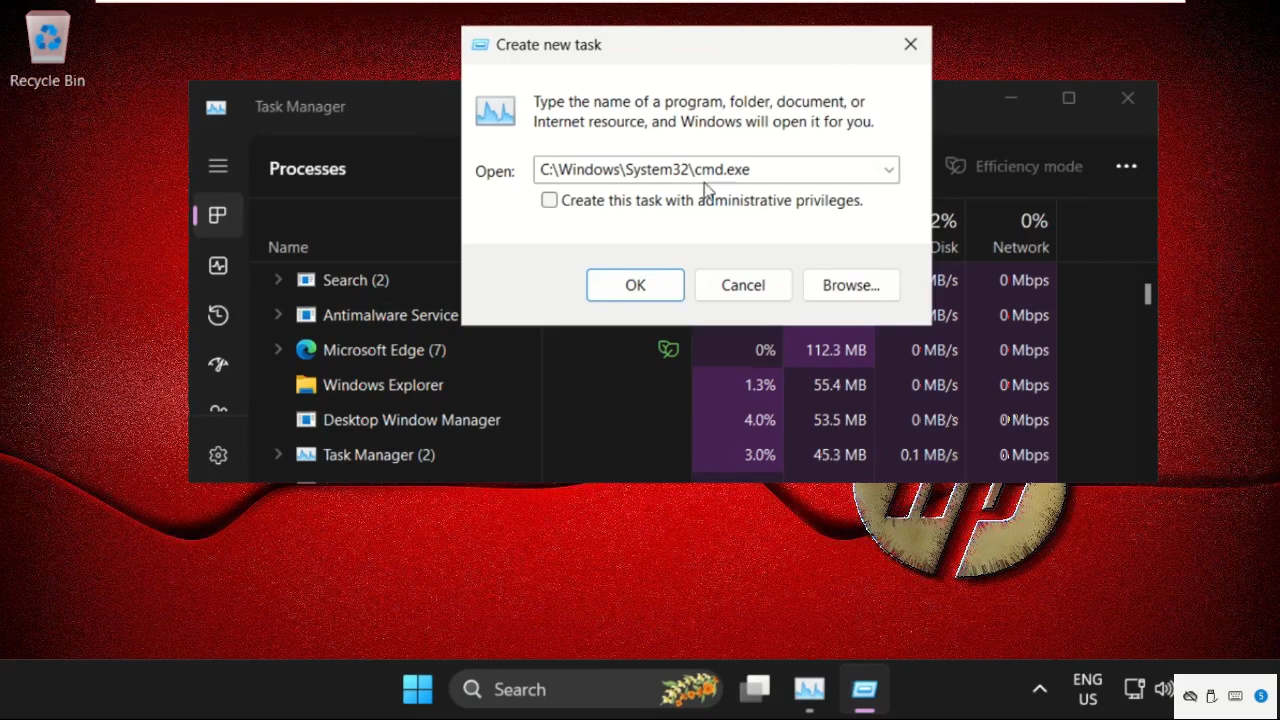 Recycle Bin
Create new task
Type the name of a program, folder, document, or
Internet resource, and Windows will open it for you.
Open: C:\Windows\System32\cmd.exe
Create this task with administrative privileges.
OK Cancel Browse...
Task Manager
Processes
Efficiency mode
2% 0%
Name Disk Network
Search (2) MB/s 0 Mbps
Antimalware Service MB/s 0 Mbps
Microsoft Edge (7) 0% 112.3 MB 0 MB/s 0 Mbps
Windows Explorer 1.3% 55.4 MB 0 MB/s 0 Mbps
Desktop Window Manager 4.0% 53.5 MB 0 MB/s 0 Mbps
Task Manager (2) 3.0% 45.3 MB 0.1 MB/s 0 Mbps
hp
Search
ENG
US
5